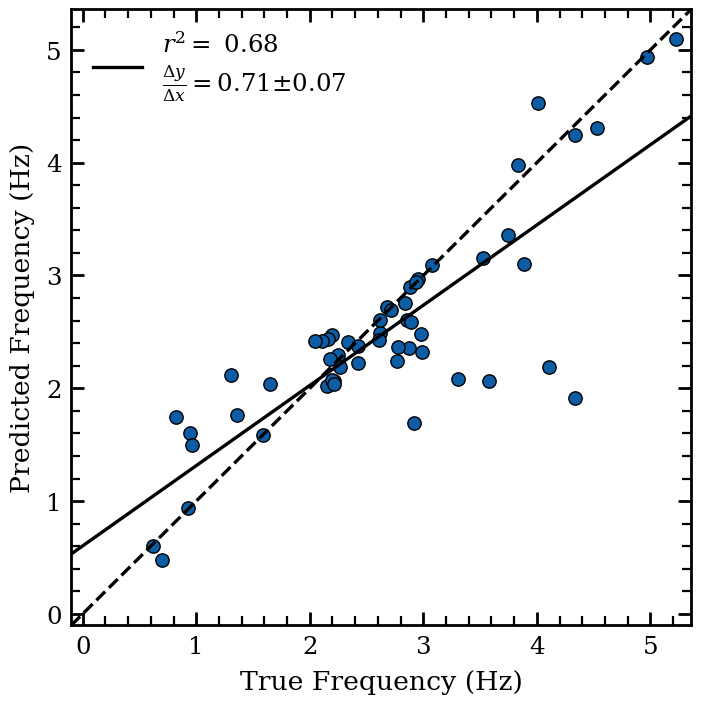 r² = 0.68
Δy/Δx = 0.71±0.07
5
4
3
2
1
0
Predicted Frequency (Hz)
0 1 2 3 4 5
True Frequency (Hz)